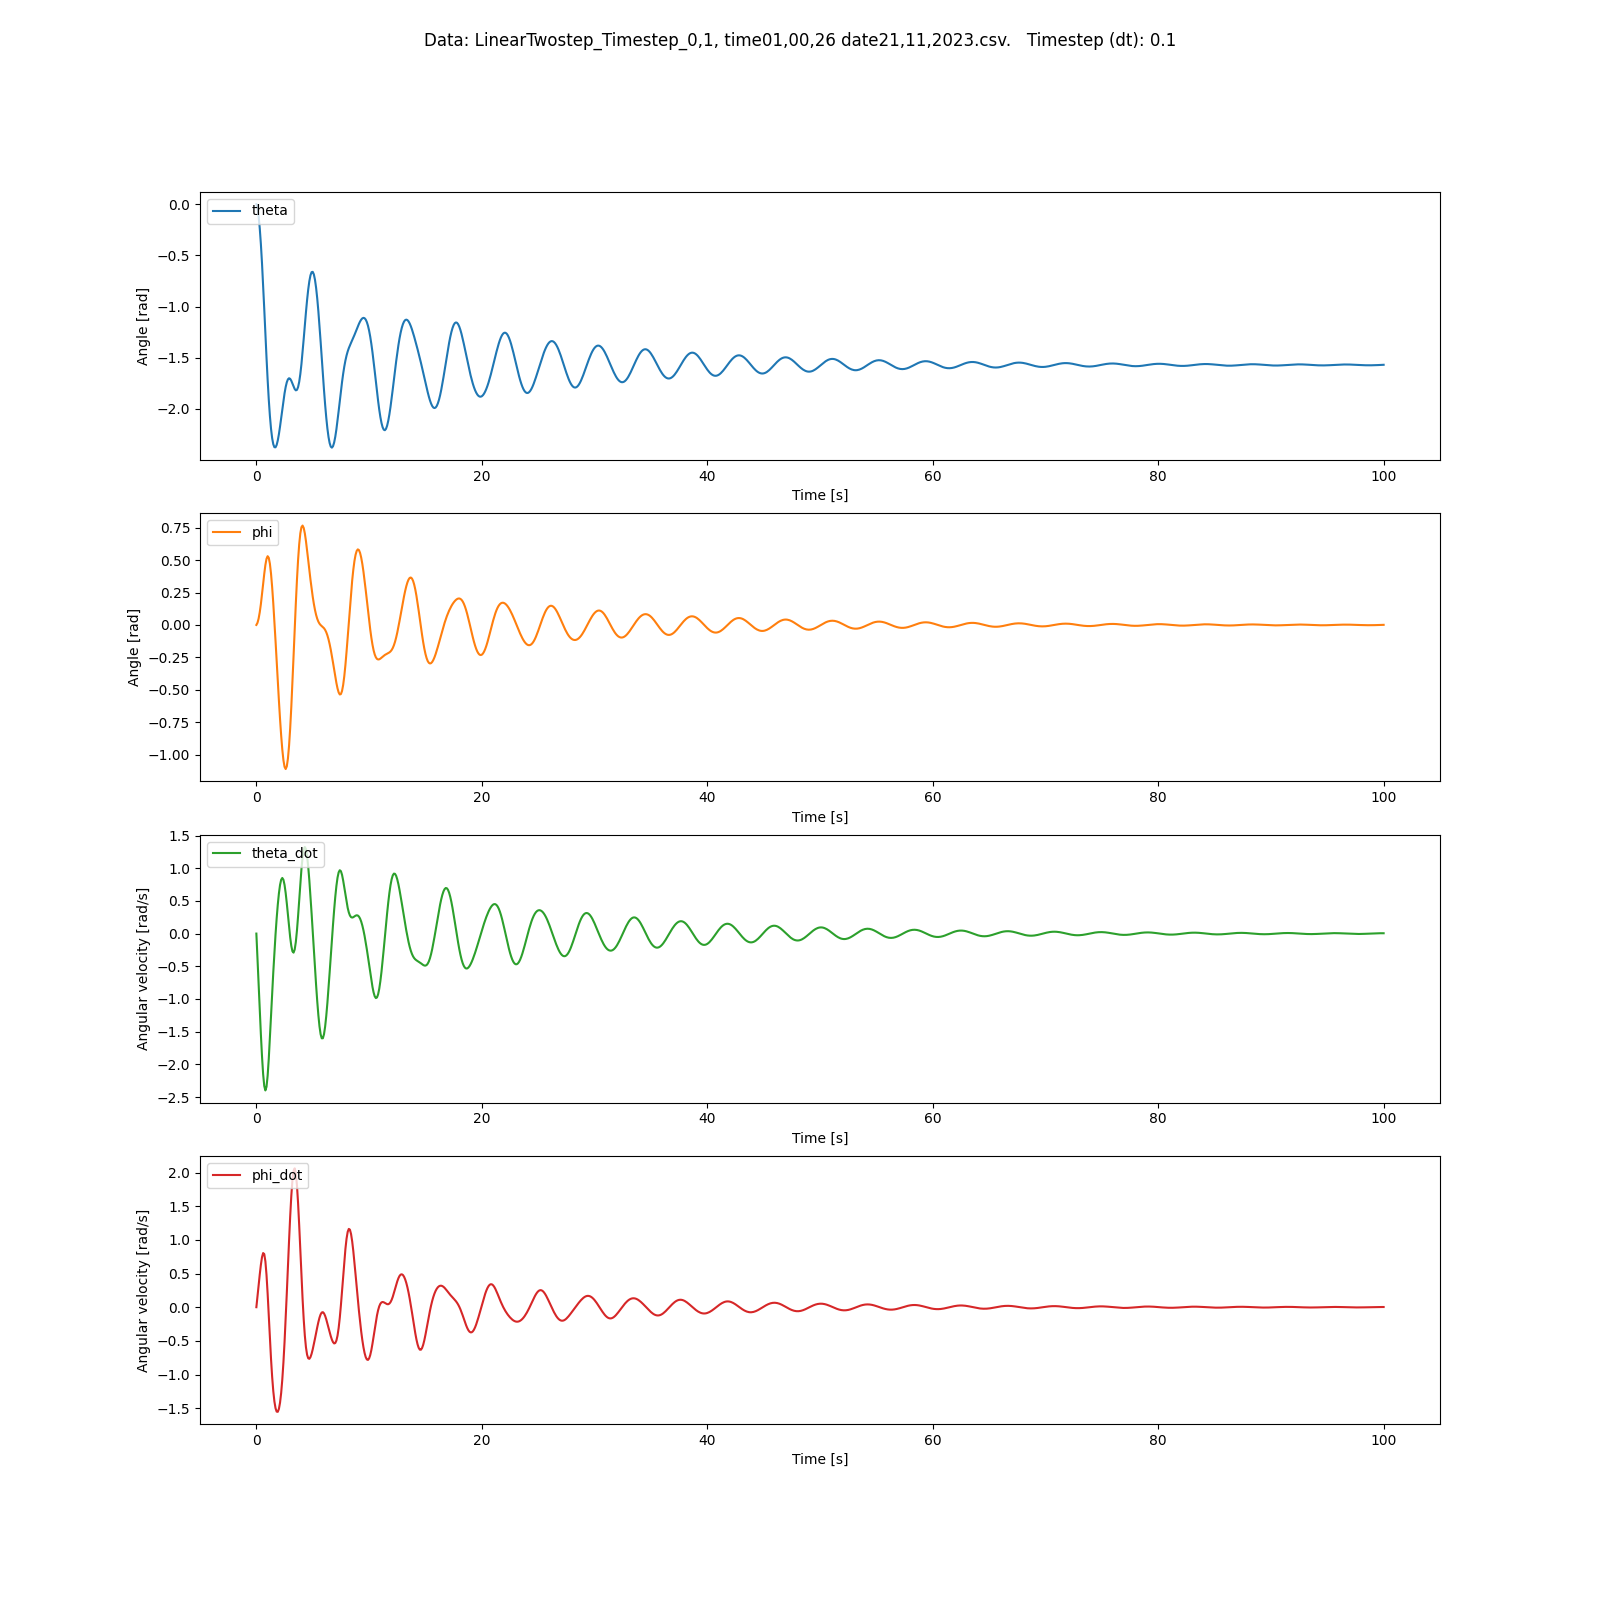 Data: LinearTwostep_Timestep_0,1, time01,00,26 date21,11,2023.csv.   Timestep (dt): 0.1
theta
0.0
−0.5
−1.0
−1.5
−2.0
Angle [rad]
0 20 40 60 80 100
Time [s]
phi
0.75
0.50
0.25
0.00
−0.25
−0.50
−0.75
−1.00
Angle [rad]
0 20 40 60 80 100
Time [s]
theta_dot
1.5
1.0
0.5
0.0
−0.5
−1.0
−1.5
−2.0
−2.5
Angular velocity [rad/s]
0 20 40 60 80 100
Time [s]
phi_dot
2.0
1.5
1.0
0.5
0.0
−0.5
−1.0
−1.5
Angular velocity [rad/s]
0 20 40 60 80 100
Time [s]